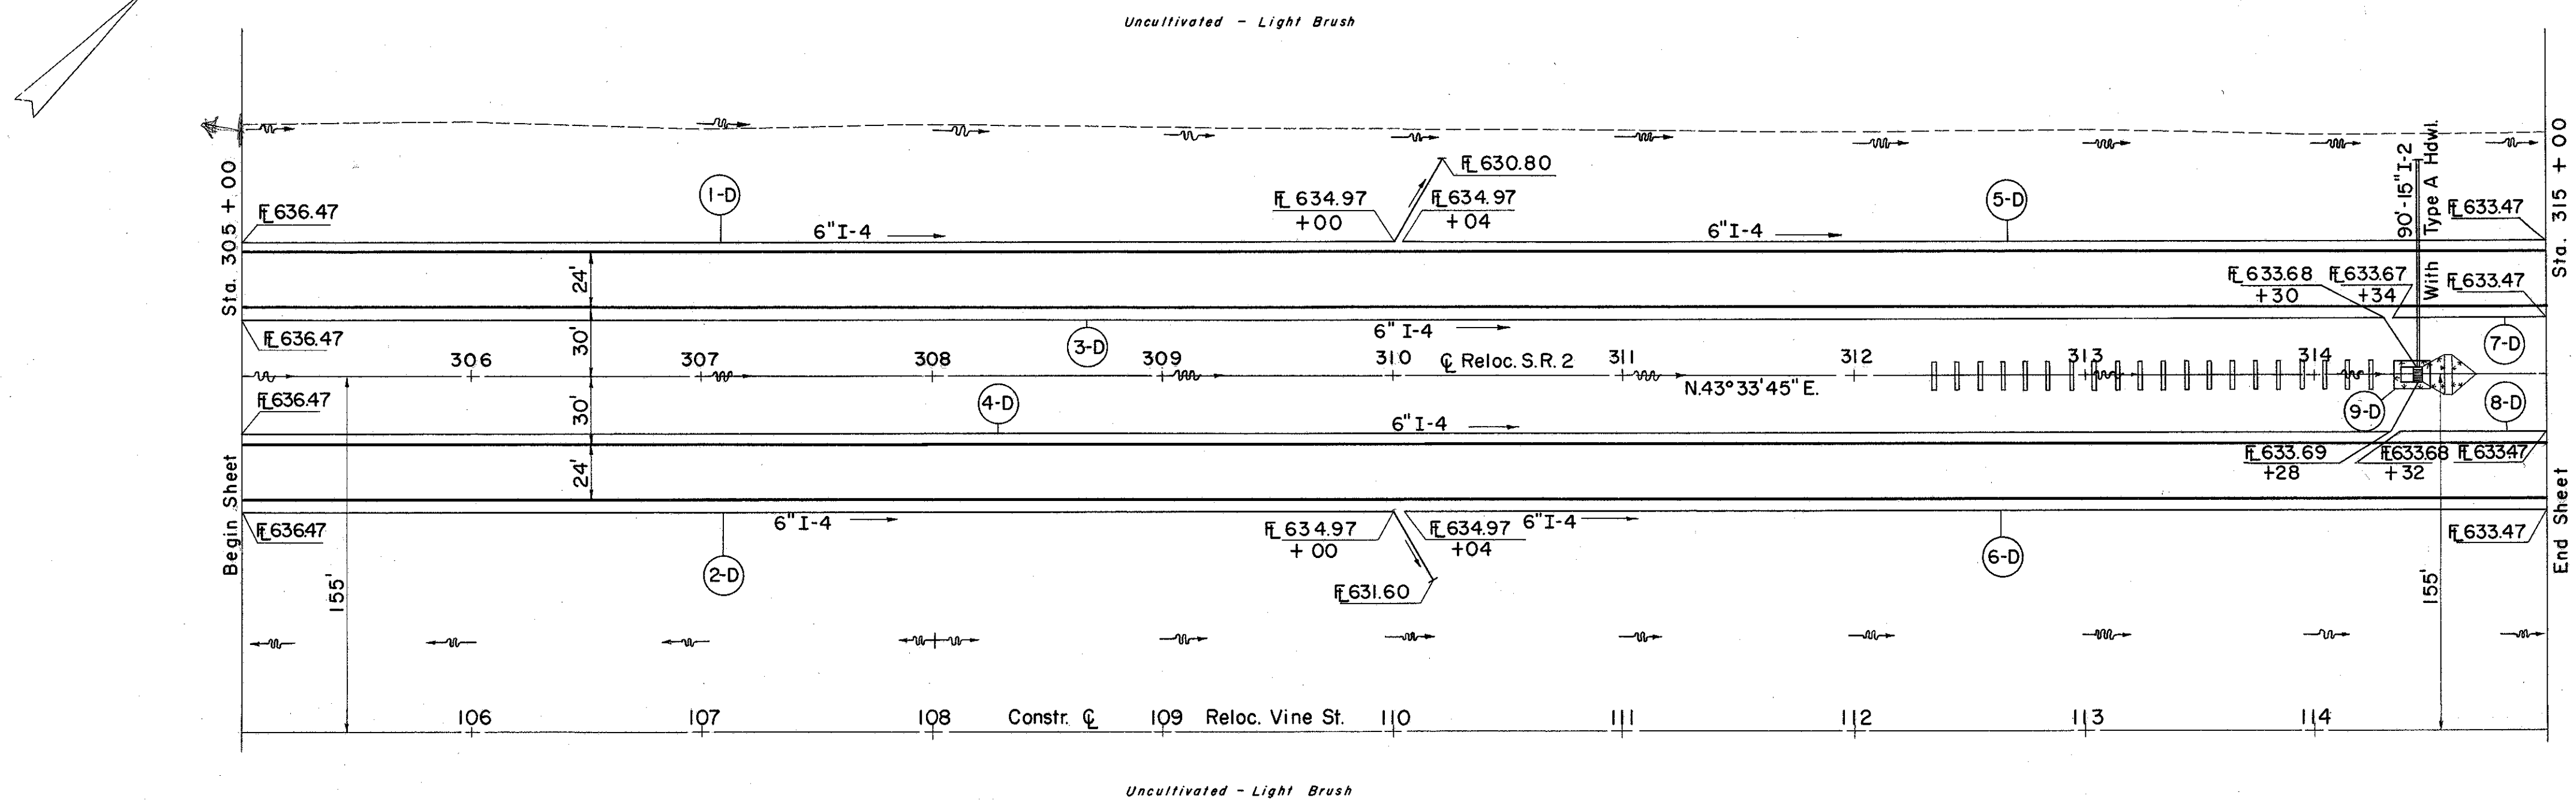 Uncultivated - Light Brush
Sta. 305 + 00
Begin Sheet
Sta. 315 + 00
End Sheet
℄ Reloc. S.R. 2
N.43°33'45" E.
306 307 308 309 310 311 312 313 314
FL 636.47
1-D
6" I-4
FL 634.97
+00
FL 630.80
FL 634.97
+04
5-D
6" I-4
90'-15" I-2
With Type A Hdwl.
FL 633.47
24'
30'
30'
24'
FL 636.47
3-D
6" I-4
FL 633.68
+30
FL 633.67
+34
FL 633.47
7-D
FL 636.47
4-D
6" I-4
9-D
8-D
FL 633.69
+28
FL 633.68
+32
FL 633.47
FL 636.47
2-D
6" I-4
FL 634.97
+00
FL 634.97
+04
6" I-4
FL 631.60
6-D
FL 633.47
155'
155'
106 107 108 Constr. ℄ 109 Reloc. Vine St. 110 111 112 113 114
Uncultivated - Light Brush